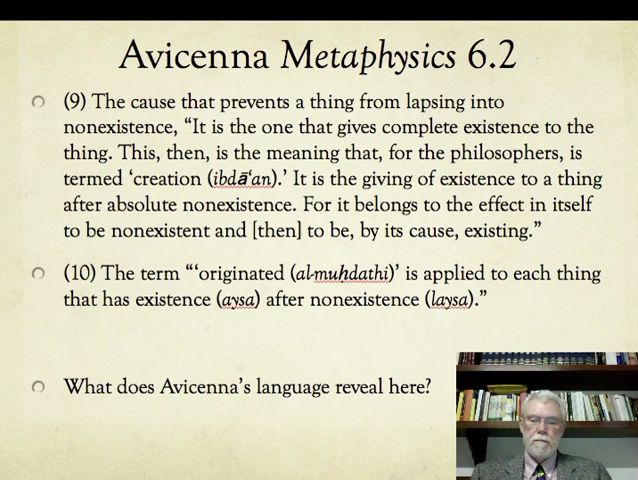 Avicenna Metaphysics 6.2
(9) The cause that prevents a thing from lapsing into
nonexistence, “It is the one that gives complete existence to the
thing. This, then, is the meaning that, for the philosophers, is
termed ‘creation (ibdā‘an).’ It is the giving of existence to a thing
after absolute nonexistence. For it belongs to the effect in itself
to be nonexistent and [then] to be, by its cause, existing.”
(10) The term “‘originated (al-muḥdathi)’ is applied to each thing
that has existence (aysa) after nonexistence (laysa).”
What does Avicenna’s language reveal here?